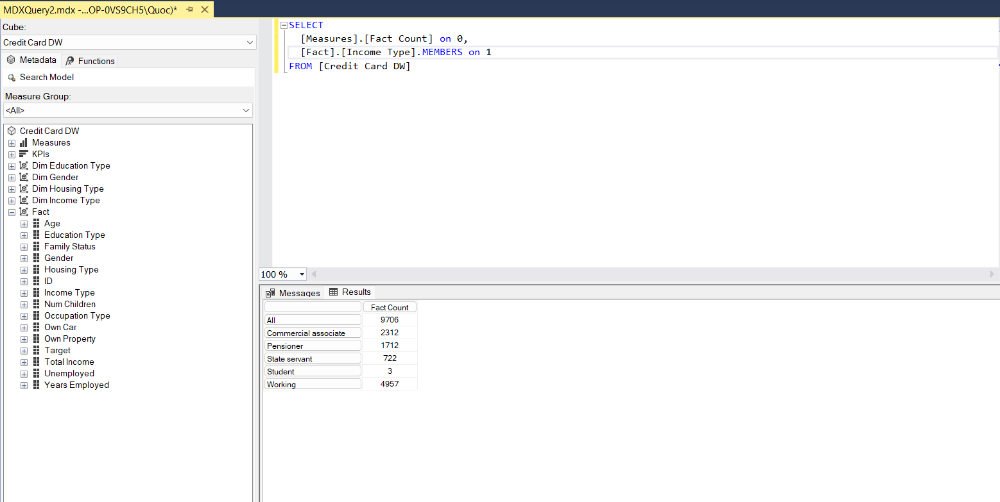 MDXQuery2.mdx -...OP-0VS9CH5\Quoc)*
Cube:
Credit Card DW
Metadata
Functions
Search Model
Measure Group:
<All>
Credit Card DW
Measures
KPIs
Dim Education Type
Dim Gender
Dim Housing Type
Dim Income Type
Fact
Age
Education Type
Family Status
Gender
Housing Type
ID
Income Type
Num Children
Occupation Type
Own Car
Own Property
Target
Total Income
Unemployed
Years Employed
SELECT
[Measures].[Fact Count] on 0,
[Fact].[Income Type].MEMBERS on 1
FROM [Credit Card DW]
100 %
Messages
Results
Fact Count
All 9706
Commercial associate 2312
Pensioner 1712
State servant 722
Student 3
Working 4957